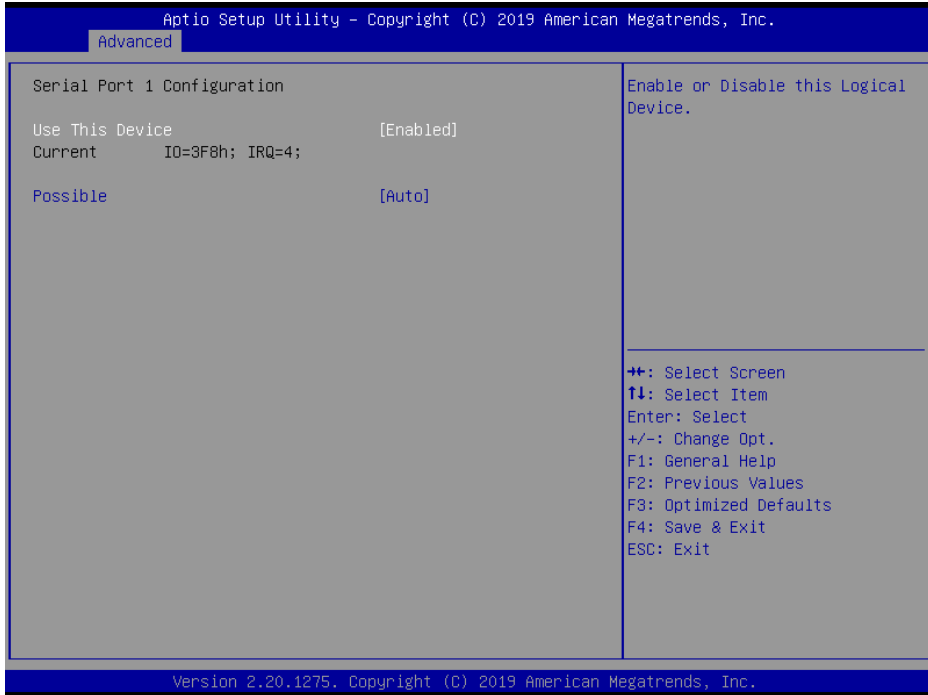 Aptio Setup Utility – Copyright (C) 2019 American Megatrends, Inc.
Advanced
Serial Port 1 Configuration
Use This Device [Enabled]
Current IO=3F8h; IRQ=4;
Possible [Auto]
Enable or Disable this Logical
Device.
→←: Select Screen
↑↓: Select Item
Enter: Select
+/-: Change Opt.
F1: General Help
F2: Previous Values
F3: Optimized Defaults
F4: Save & Exit
ESC: Exit
Version 2.20.1275. Copyright (C) 2019 American Megatrends, Inc.